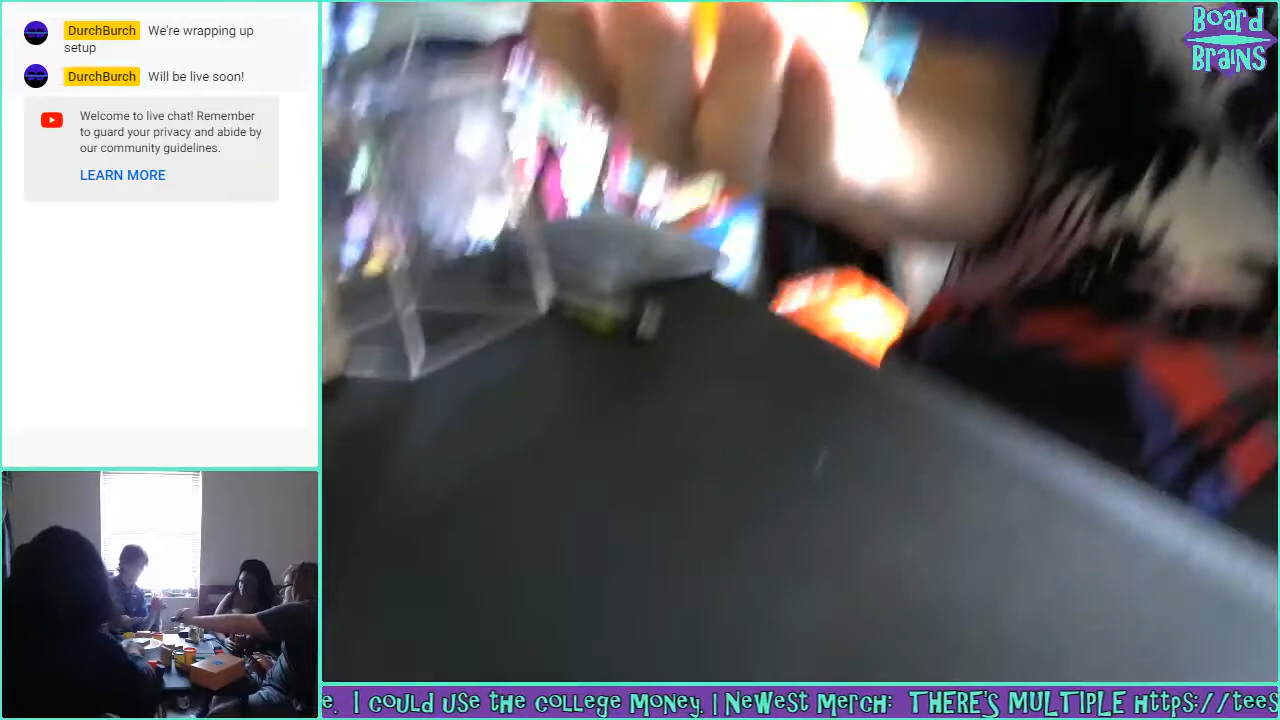 DurchBurch We're wrapping up
setup
DurchBurch Will be live soon!
Welcome to live chat! Remember
to guard your privacy and abide by
our community guidelines.
LEARN MORE
Board
BraiNS
e. I COULD USE THE COLLEGE MONEY. | NEWEST MERCH: THERE'S MULTIPLE https://tees